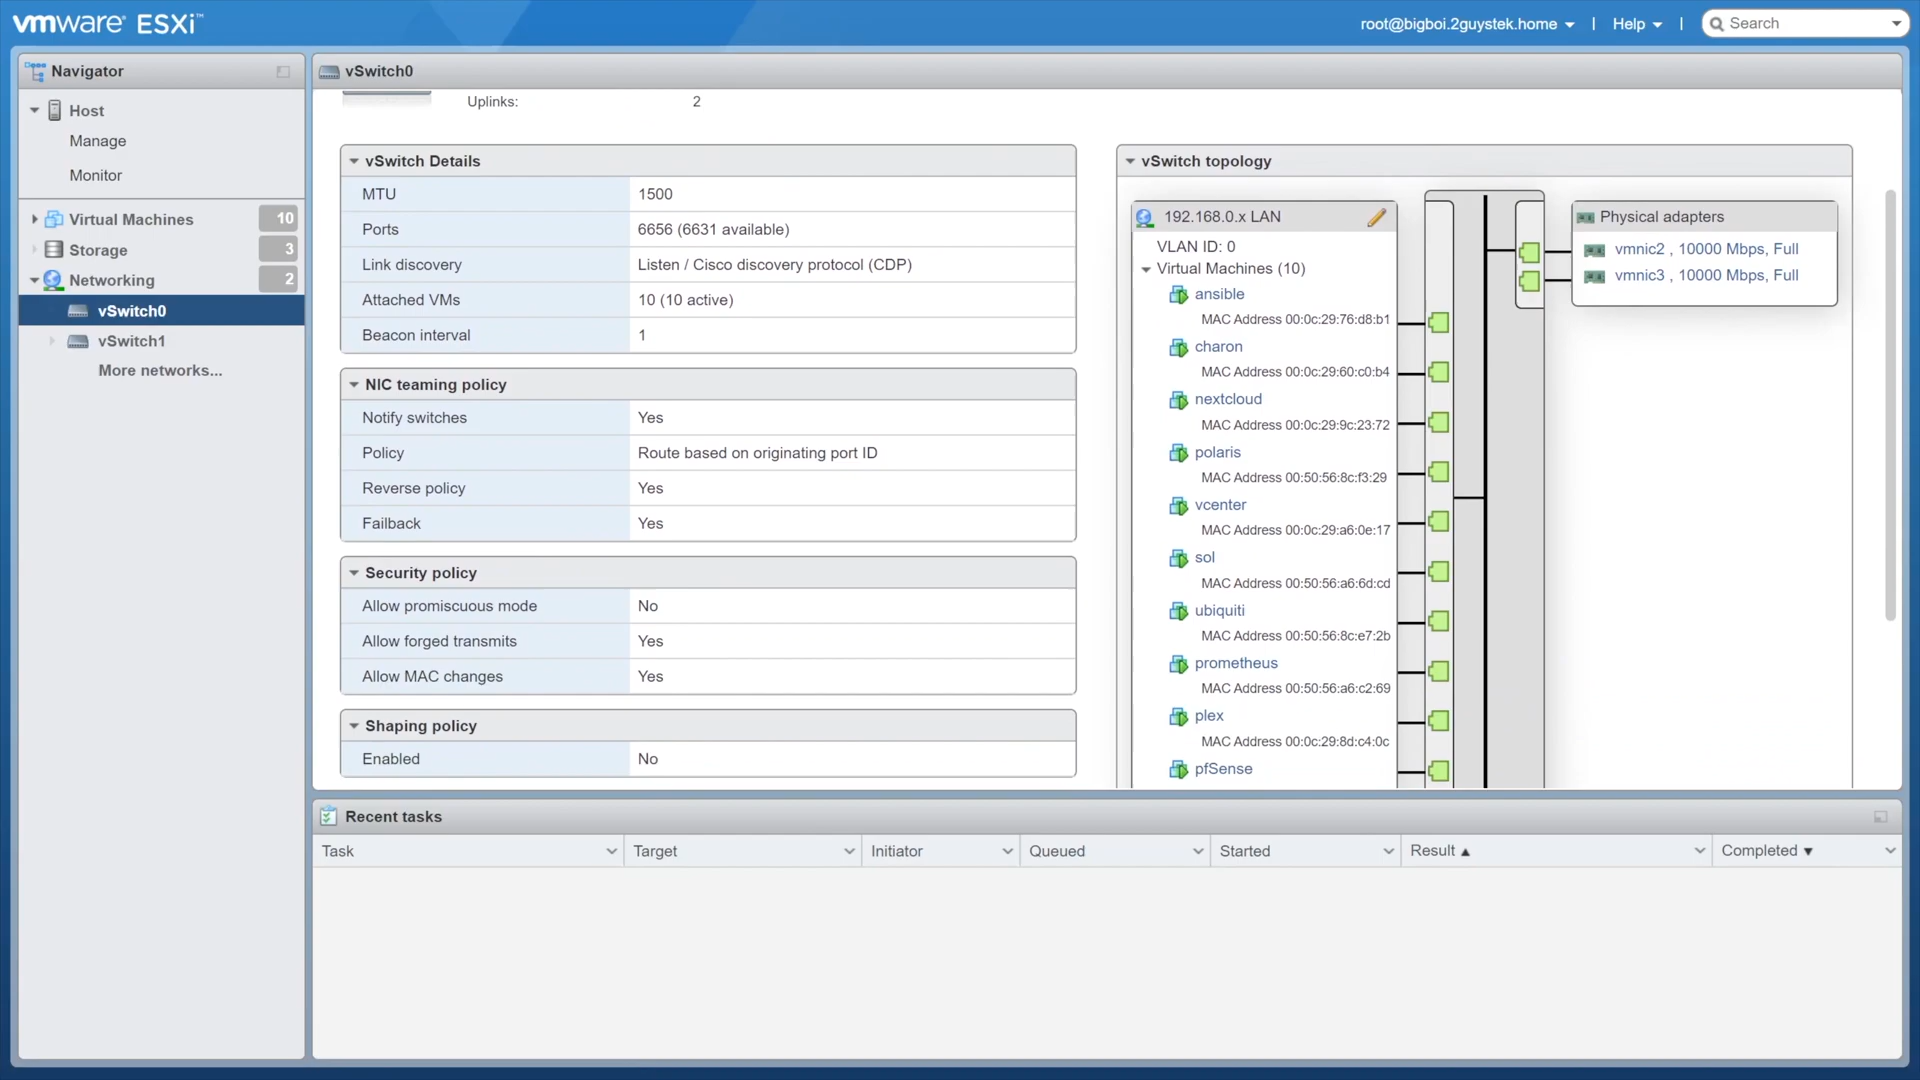 vmware ESXi™
root@bigboi.2guystek.home | Help | Search
Navigator
Host
Manage
Monitor
Virtual Machines 10
Storage 3
Networking 2
vSwitch0
vSwitch1
More networks...
vSwitch0
Uplinks: 2
vSwitch Details
MTU 1500
Ports 6656 (6631 available)
Link discovery Listen / Cisco discovery protocol (CDP)
Attached VMs 10 (10 active)
Beacon interval 1
NIC teaming policy
Notify switches Yes
Policy Route based on originating port ID
Reverse policy Yes
Failback Yes
Security policy
Allow promiscuous mode No
Allow forged transmits Yes
Allow MAC changes Yes
Shaping policy
Enabled No
vSwitch topology
192.168.0.x LAN
VLAN ID: 0
Virtual Machines (10)
ansible
MAC Address 00:0c:29:76:d8:b1
charon
MAC Address 00:0c:29:60:c0:b4
nextcloud
MAC Address 00:0c:29:9c:23:72
polaris
MAC Address 00:50:56:8c:f3:29
vcenter
MAC Address 00:0c:29:a6:0e:17
sol
MAC Address 00:50:56:a6:6d:cd
ubiquiti
MAC Address 00:50:56:8c:e7:2b
prometheus
MAC Address 00:50:56:a6:c2:69
plex
MAC Address 00:0c:29:8d:c4:0c
pfSense
Physical adapters
vmnic2 , 10000 Mbps, Full
vmnic3 , 10000 Mbps, Full
Recent tasks
Task Target Initiator Queued Started Result ▲ Completed ▼